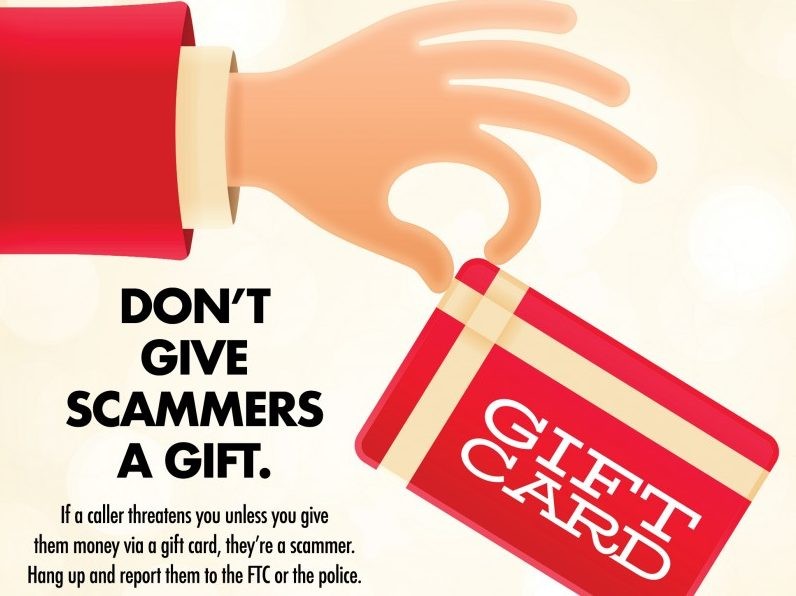 DON'T
GIVE
SCAMMERS
A GIFT.
If a caller threatens you unless you give
them money via a gift card, they're a scammer.
Hang up and report them to the FTC or the police.
GIFT
CARD